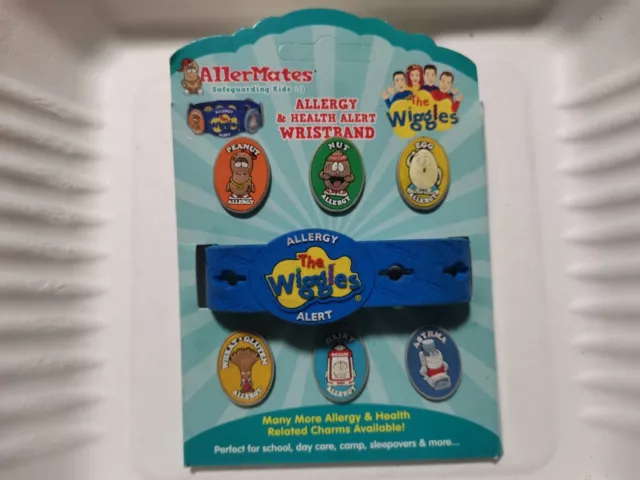 AllerMates®
Safeguarding Kids
ALLERGY
& HEALTH ALERT
WRISTBAND
The
Wiggles
ALLERGY
ALERT
PEANUT
ALLERGY
NUT
ALLERGY
EGG
ALLERGY
ALLERGY
The
Wiggles®
ALERT
WHEAT & GLUTEN
ALLERGY
DAIRY
ALLERGY
ASTHMA
Many More Allergy & Health
Related Charms Available!
Perfect for school, day care, camp, sleepovers & more...